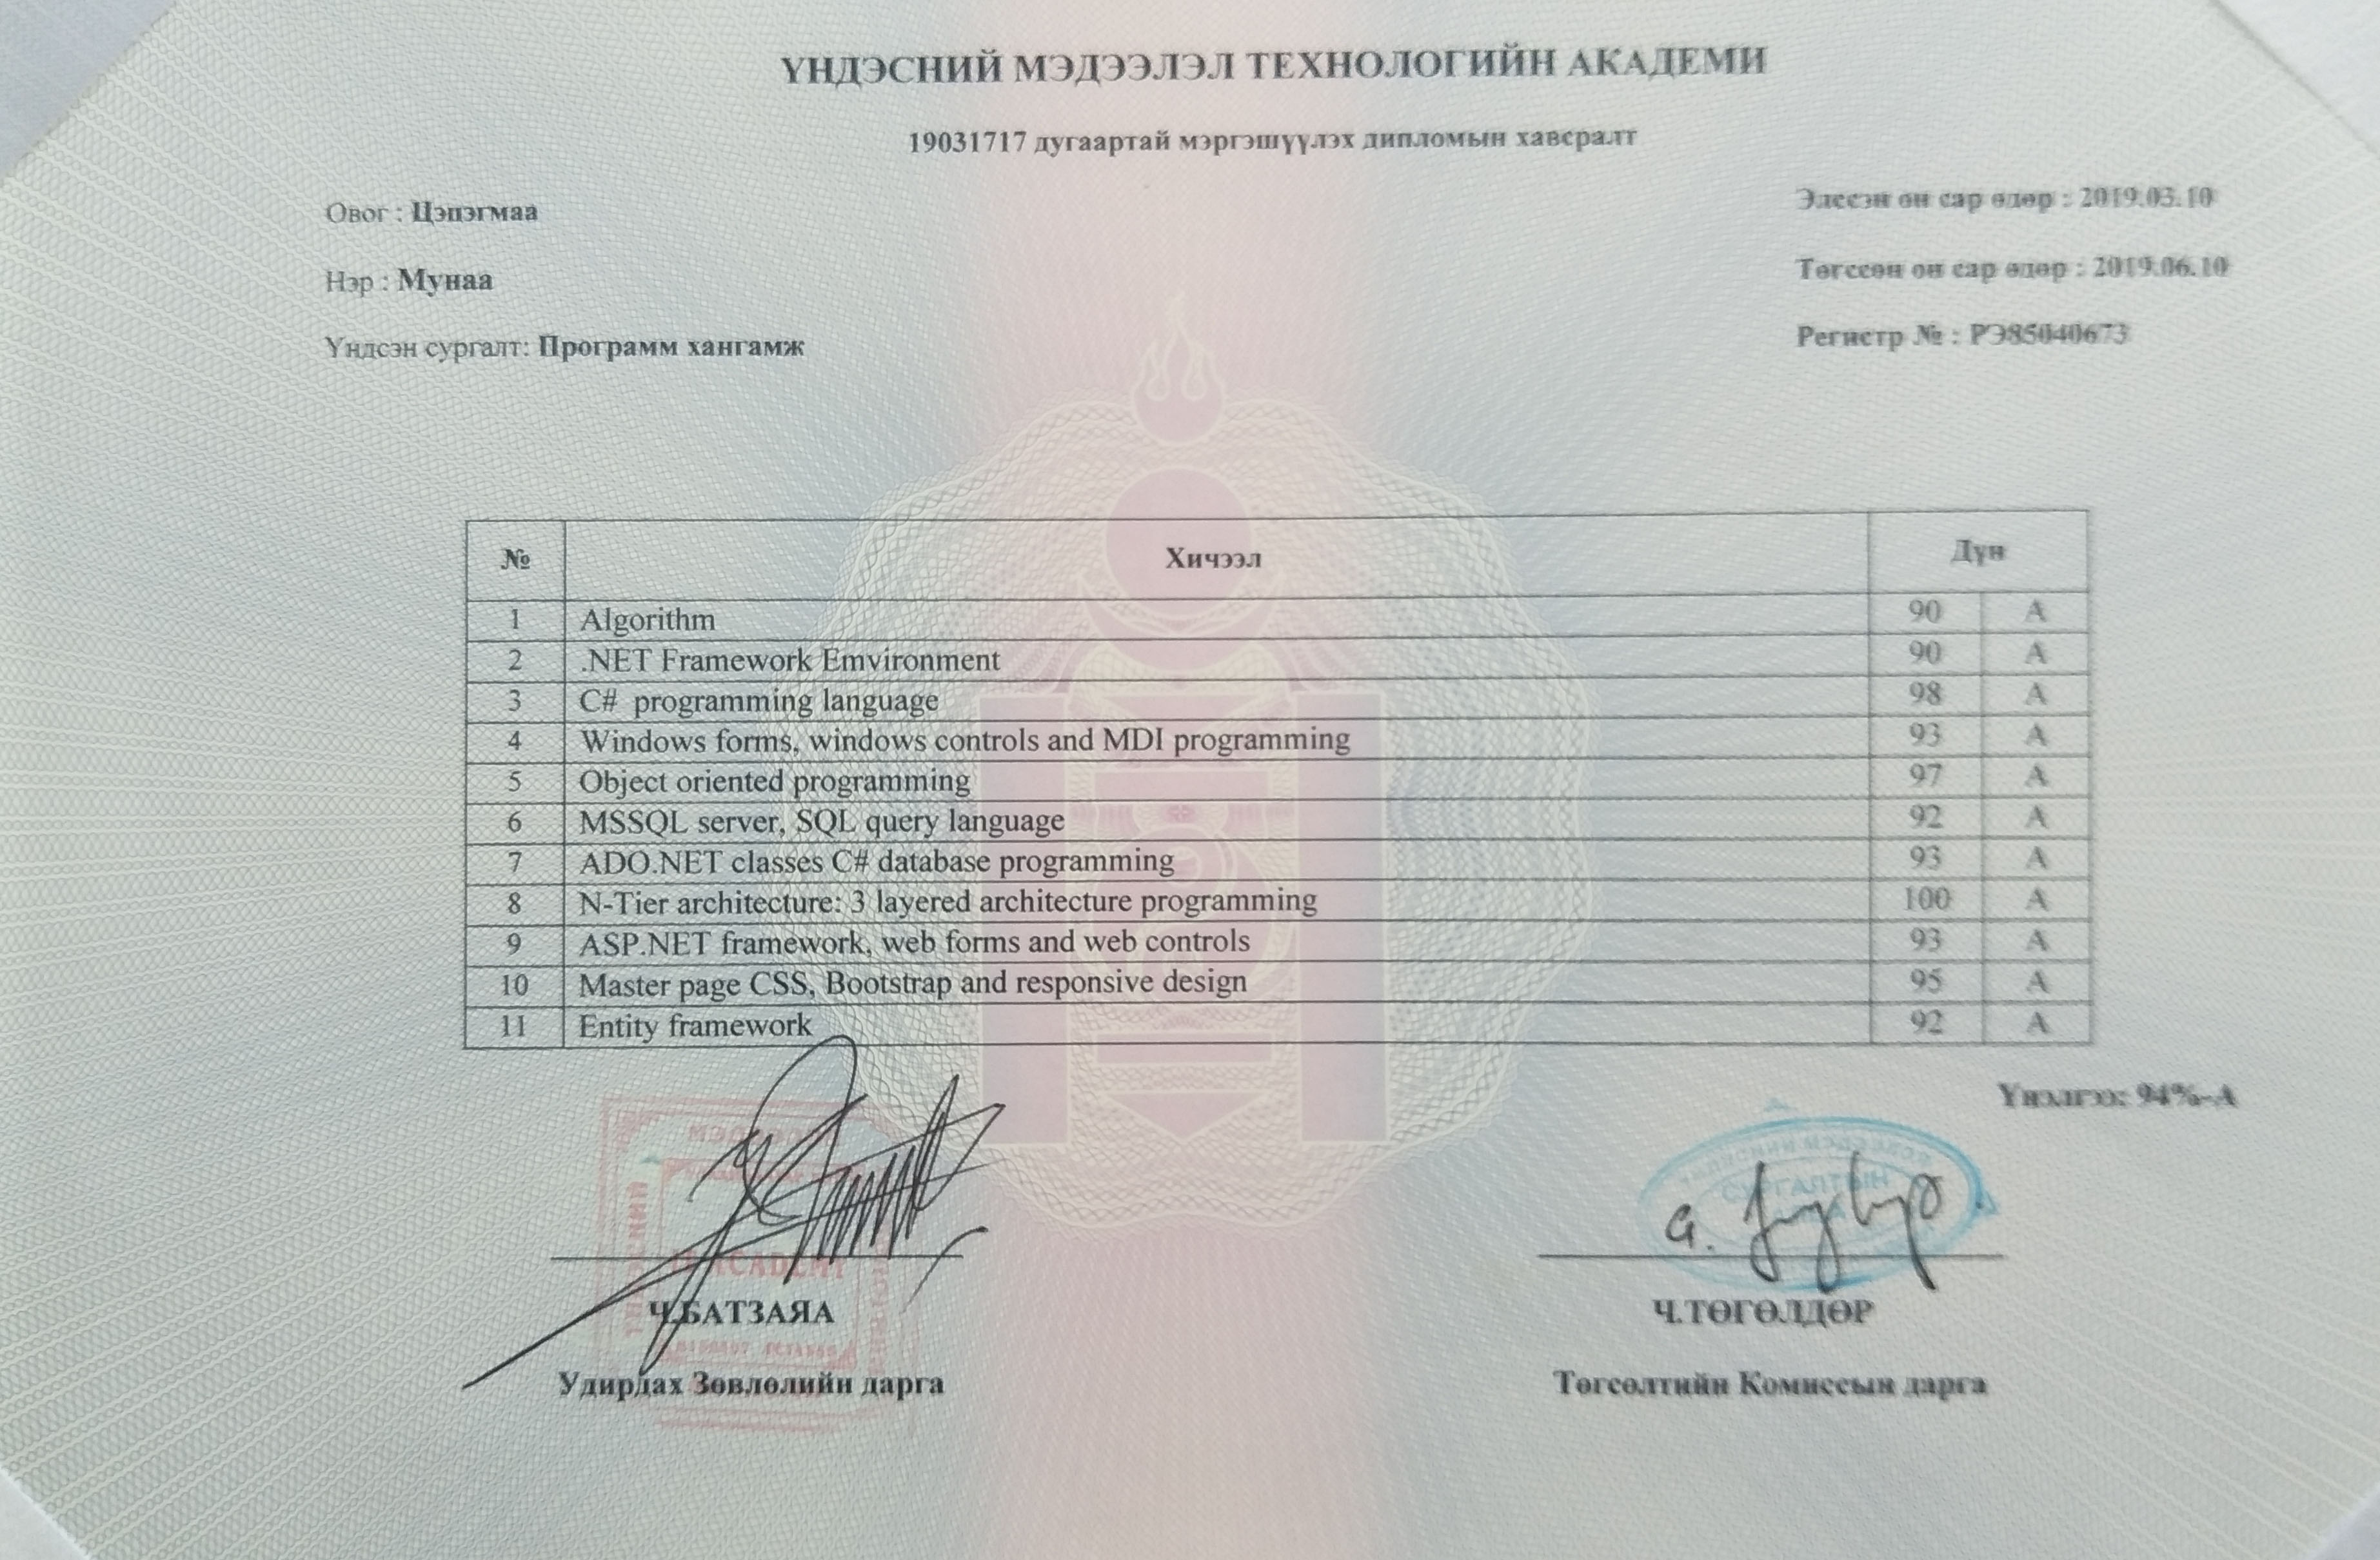 ҮНДЭСНИЙ МЭДЭЭЛЭЛ ТЕХНОЛОГИЙН АКАДЕМИ
19031717 дугаартай мэргэшүүлэх дипломын хавсралт
Овог : Цэпэгмаа
Элссэн он сар өдөр : 2019.03.10
Нэр : Мунаа
Төгссөн он сар өдөр : 2019.06.10
Үндсэн сургалт: Программ хангамж
Регистр № : РЭ85040673
№ Хичээл Дүн
1 Algorithm 90 A
2 .NET Framework Emvironment 90 A
3 C# programming language 98 A
4 Windows forms, windows controls and MDI programming 93 A
5 Object oriented programming 97 A
6 MSSQL server, SQL query language 92 A
7 ADO.NET classes C# database programming 93 A
8 N-Tier architecture: 3 layered architecture programming 100 A
9 ASP.NET framework, web forms and web controls 93 A
10 Master page CSS, Bootstrap and responsive design 95 A
11 Entity framework 92 A
Үнэлгээ: 94%-A
СУРГАЛТЫН
Ч.БАТЗАЯА
Ч.ТӨГӨЛДӨР
Удирдах Зөвлөлийн дарга
Төгсөлтийн Комиссын дарга